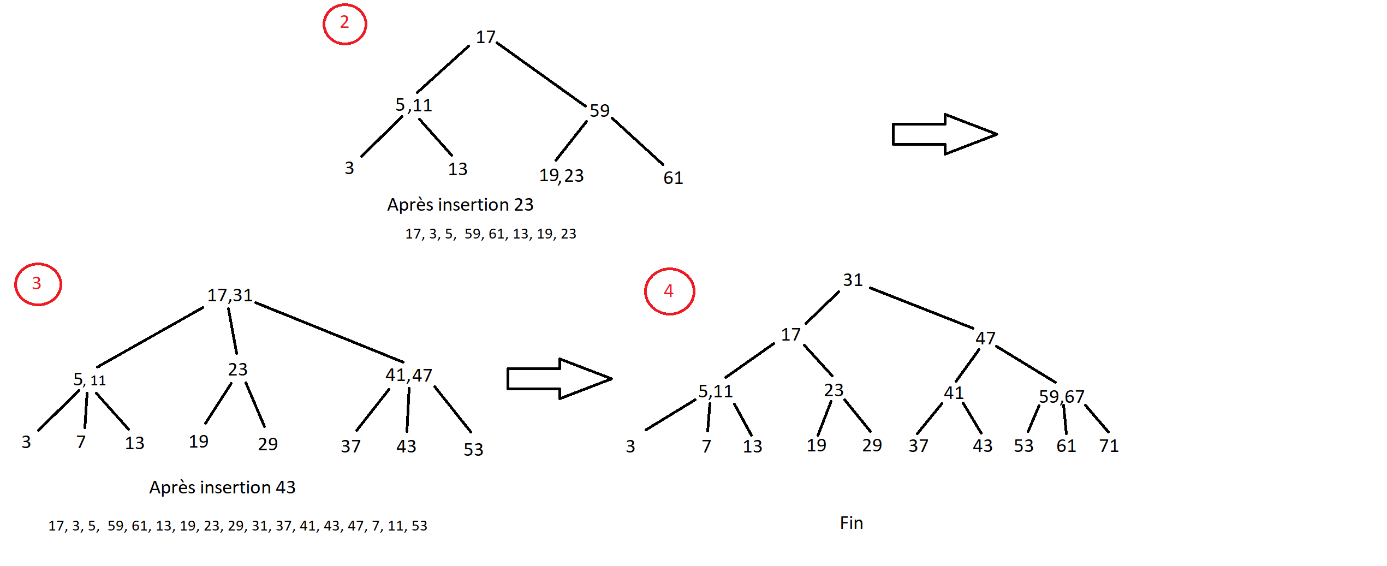 2
17
5,11 59
3 13 19,23 61
Après insertion 23
17, 3, 5, 59, 61, 13, 19, 23
3
17,31
5, 11 23 41,47
3 7 13 19 29 37 43 53
Après insertion 43
17, 3, 5, 59, 61, 13, 19, 23, 29, 31, 37, 41, 43, 47, 7, 11, 53
4
31
17 47
5,11 23 41 59,67
3 7 13 19 29 37 43 53 61 71
Fin